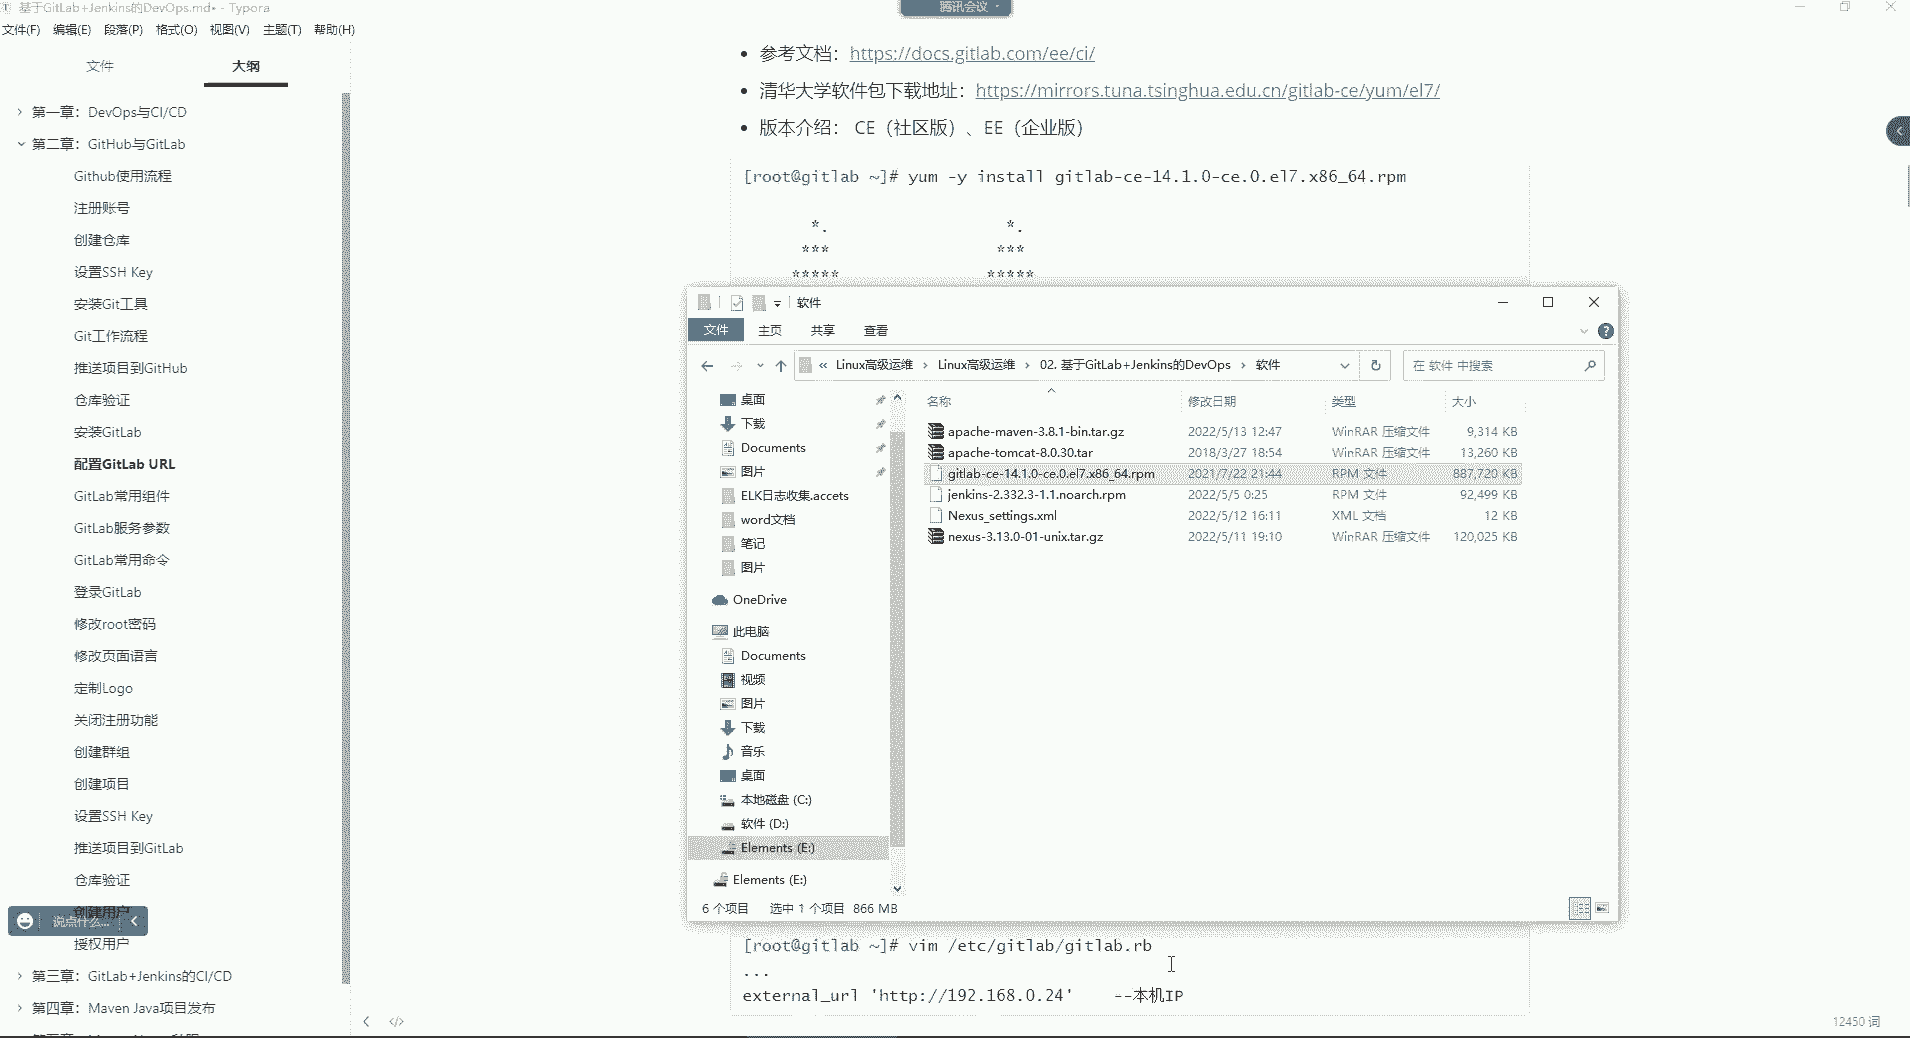 基于GitLab+Jenkins的DevOps.md• - Typora
腾讯会议
文件(F) 编辑(E) 段落(P) 格式(O) 视图(V) 主题(T) 帮助(H)
文件 大纲
第一章：DevOps与CI/CD
第二章：GitHub与GitLab
Github使用流程
注册账号
创建仓库
设置SSH Key
安装Git工具
Git工作流程
推送项目到GitHub
仓库验证
安装GitLab
配置GitLab URL
GitLab常用组件
GitLab服务参数
GitLab常用命令
登录GitLab
修改root密码
修改页面语言
定制Logo
关闭注册功能
创建群组
创建项目
设置SSH Key
推送项目到GitLab
仓库验证
创建用户
说点什么...
授权用户
第三章：GitLab+Jenkins的CI/CD
第四章：Maven Java项目发布
参考文档：https://docs.gitlab.com/ee/ci/
清华大学软件包下载地址：https://mirrors.tuna.tsinghua.edu.cn/gitlab-ce/yum/el7/
版本介绍： CE（社区版）、EE（企业版）
[root@gitlab ~]# yum -y install gitlab-ce-14.1.0-ce.0.el7.x86_64.rpm
*. *.
*** ***
***** *****
软件
文件 主页 共享 查看
« Linux高级运维 › Linux高级运维 › 02. 基于GitLab+Jenkins的DevOps › 软件
在 软件 中搜索
桌面
下载
Documents
图片
ELK日志收集.accets
word文档
笔记
图片
OneDrive
此电脑
Documents
视频
图片
下载
音乐
桌面
本地磁盘 (C:)
软件 (D:)
Elements (E:)
Elements (E:)
名称 修改日期 类型 大小
apache-maven-3.8.1-bin.tar.gz 2022/5/13 12:47 WinRAR 压缩文件 9,314 KB
apache-tomcat-8.0.30.tar 2018/3/27 18:54 WinRAR 压缩文件 13,260 KB
gitlab-ce-14.1.0-ce.0.el7.x86_64.rpm 2021/7/22 21:44 RPM 文件 887,720 KB
jenkins-2.332.3-1.1.noarch.rpm 2022/5/5 0:25 RPM 文件 92,499 KB
Nexus_settings.xml 2022/5/12 16:11 XML 文档 12 KB
nexus-3.13.0-01-unix.tar.gz 2022/5/11 19:10 WinRAR 压缩文件 120,025 KB
6 个项目 选中 1 个项目 866 MB
[root@gitlab ~]# vim /etc/gitlab/gitlab.rb
...
external_url 'http://192.168.0.24' --本机IP
12450 词